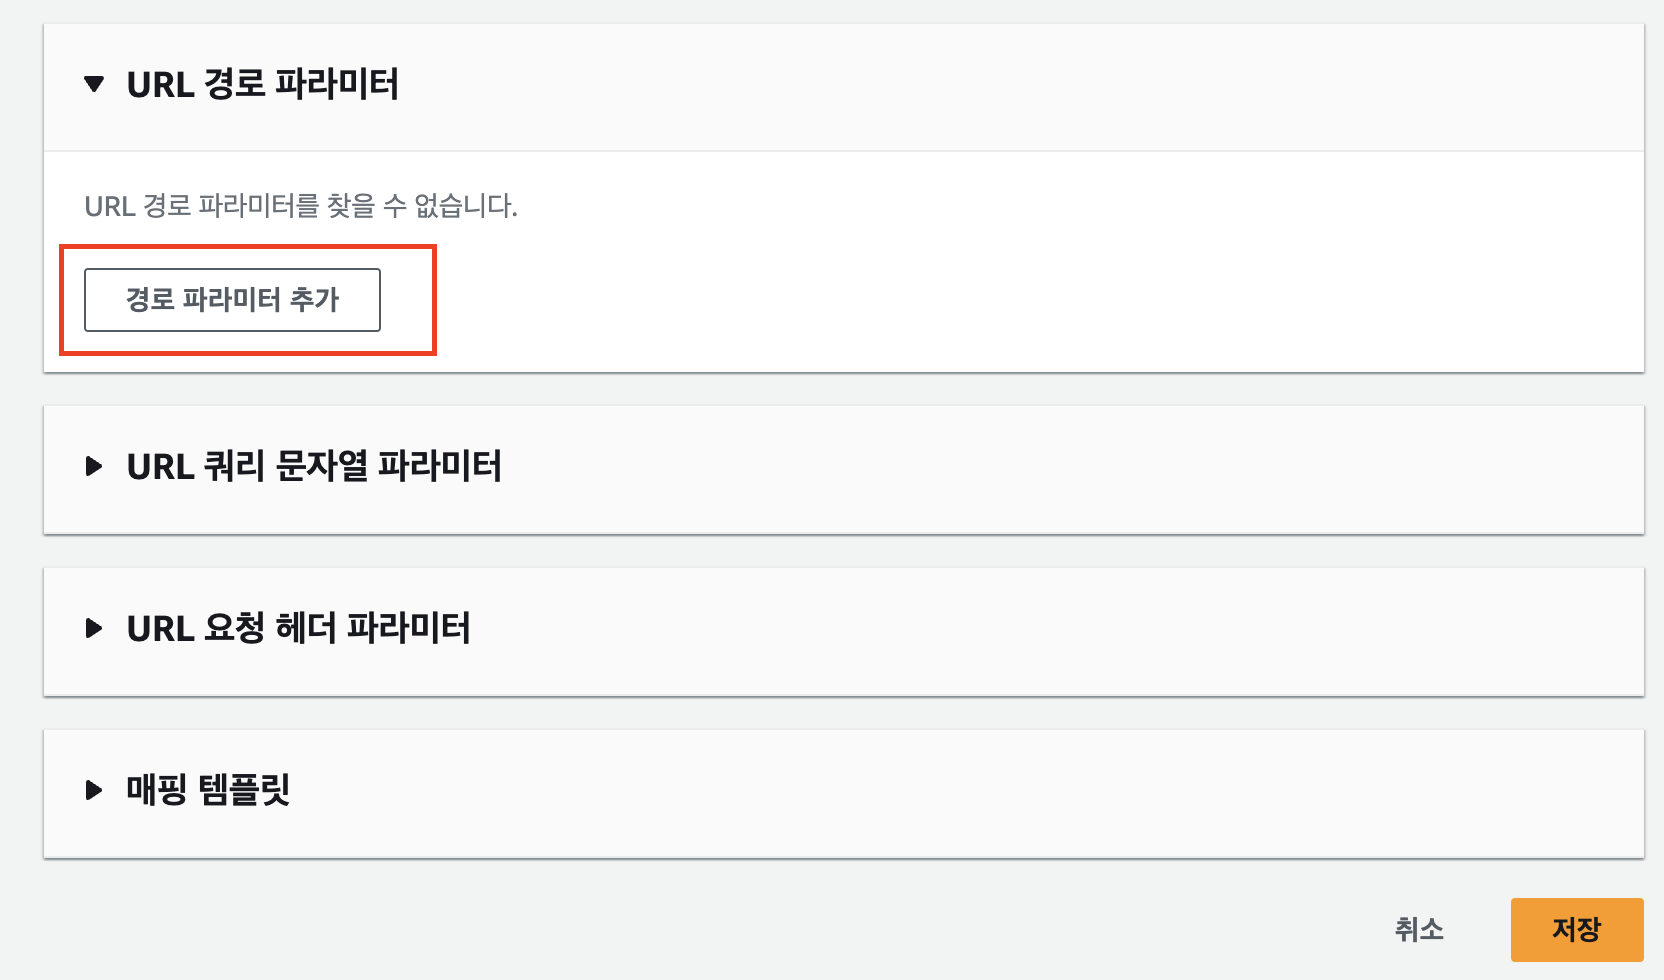 URL 경로 파라미터
URL 경로 파라미터를 찾을 수 없습니다.
경로 파라미터 추가
URL 쿼리 문자열 파라미터
URL 요청 헤더 파라미터
매핑 템플릿
취소
저장